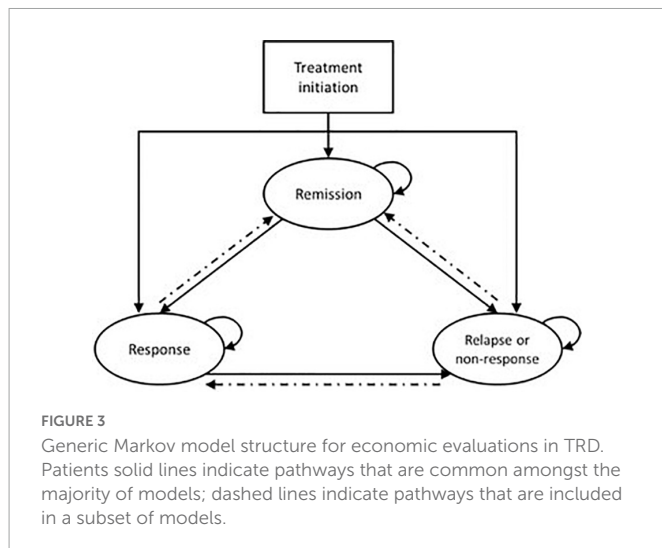 Treatment
initiation
Remission
Response
Relapse or
non-response
FIGURE 3
Generic Markov model structure for economic evaluations in TRD.
Patients solid lines indicate pathways that are common amongst the
majority of models; dashed lines indicate pathways that are included
in a subset of models.